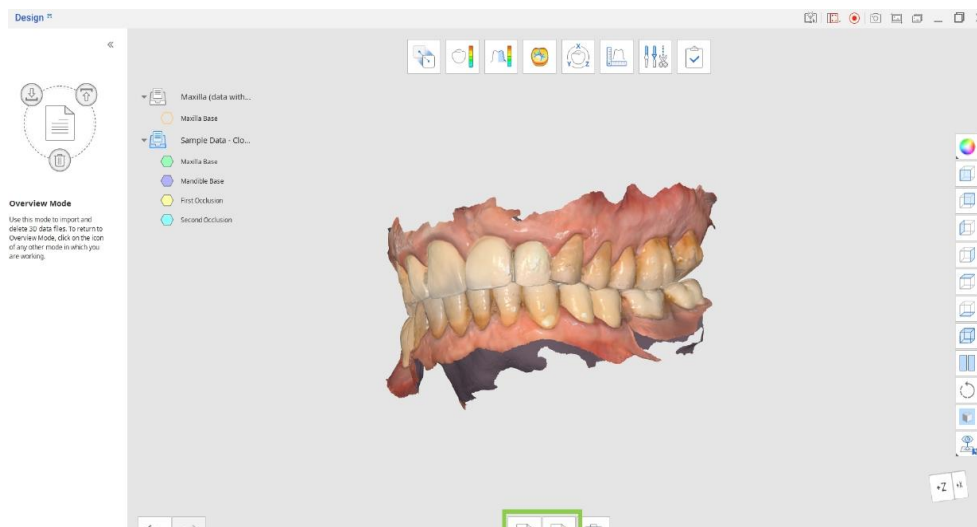 Design
Overview Mode
Use this mode to import and
delete 3D data files. To return to
Overview Mode, click on the icon
of any other mode in which you
are working.
Maxilla (data with...
Maxilla Base
Sample Data - Clo...
Maxilla Base
Mandible Base
First Occlusion
Second Occlusion
X
Y
Z
+Z